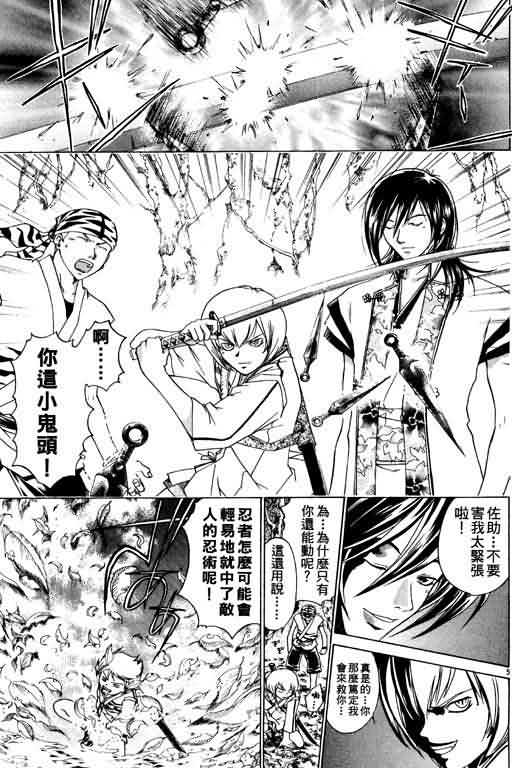 啊……
你這小鬼頭！
佐助…不要
害我太緊張
啦！
真是的…你
那麼篤定我
會來救你…
為…為什麼只有
你還能動呢？
這還用說……
忍者怎麼可能會
輕易地就中了敵
人的忍術呢！
5